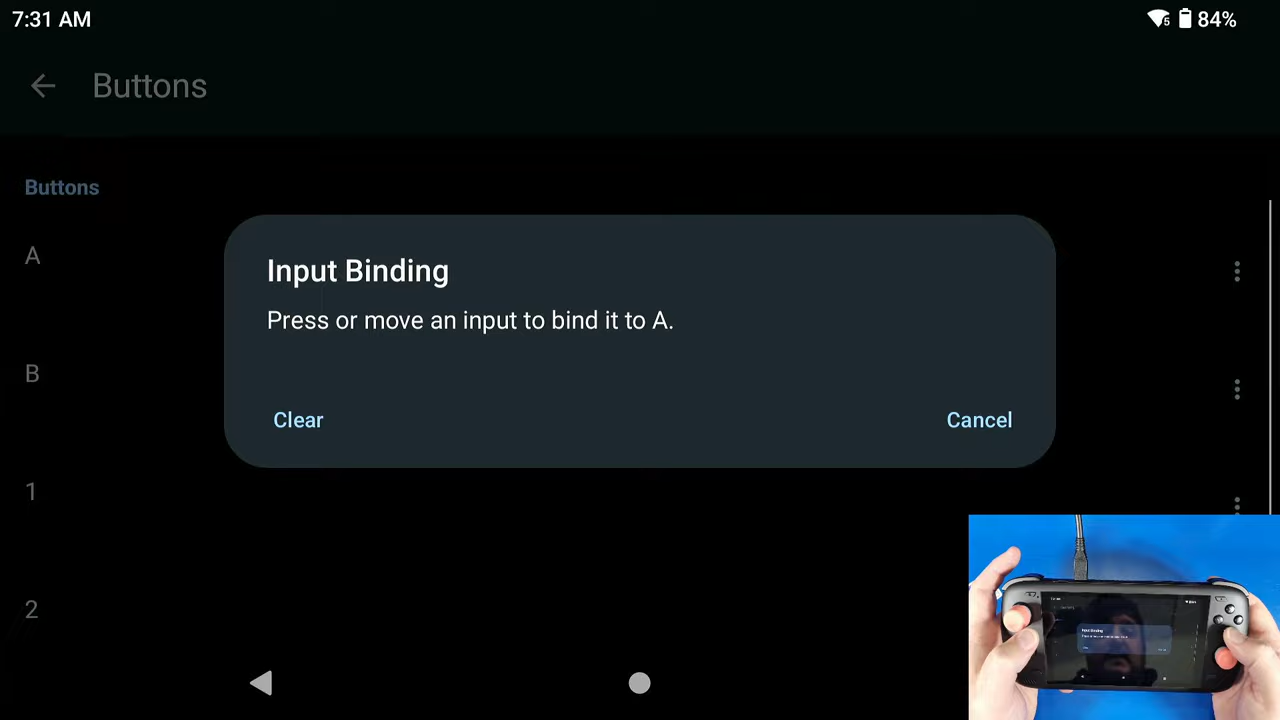 7:31 AM
5
84%
Buttons
Buttons
A
Input Binding
Press or move an input to bind it to A.
B
Clear
Cancel
1
2